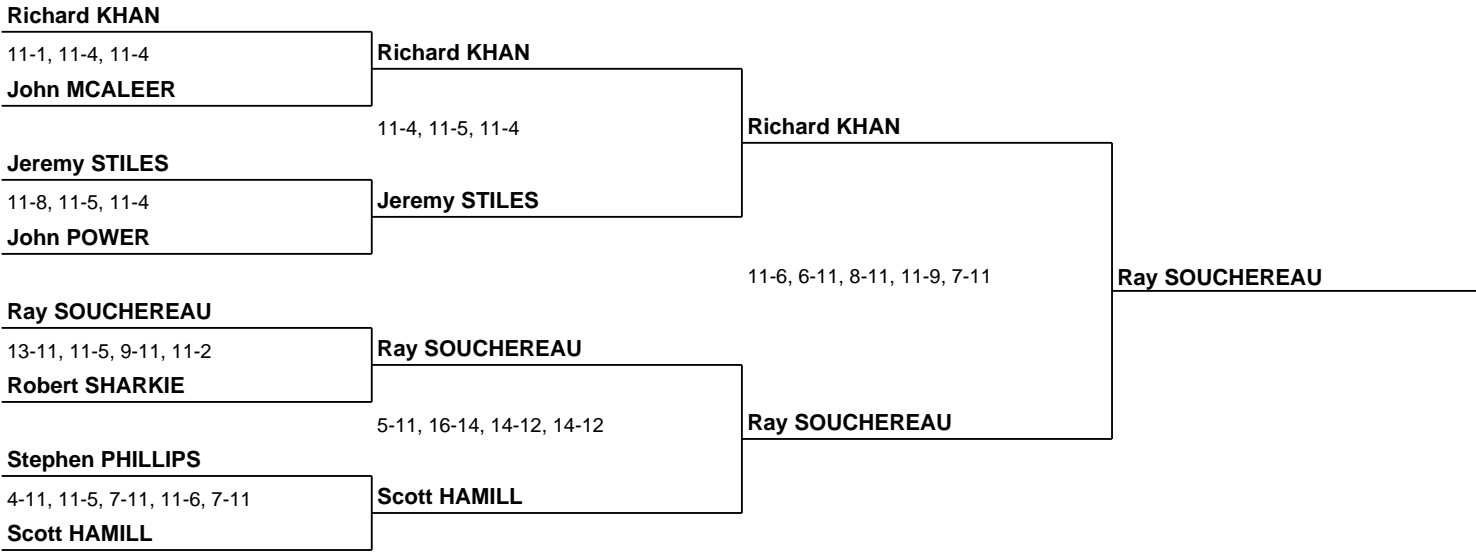 Richard KHAN
11-1, 11-4, 11-4
John MCALEER
Richard KHAN
11-4, 11-5, 11-4
Jeremy STILES
11-8, 11-5, 11-4
John POWER
Jeremy STILES
Richard KHAN
11-6, 6-11, 8-11, 11-9, 7-11
Ray SOUCHEREAU
Ray SOUCHEREAU
13-11, 11-5, 9-11, 11-2
Robert SHARKIE
Ray SOUCHEREAU
5-11, 16-14, 14-12, 14-12
Ray SOUCHEREAU
Stephen PHILLIPS
4-11, 11-5, 7-11, 11-6, 7-11
Scott HAMILL
Scott HAMILL